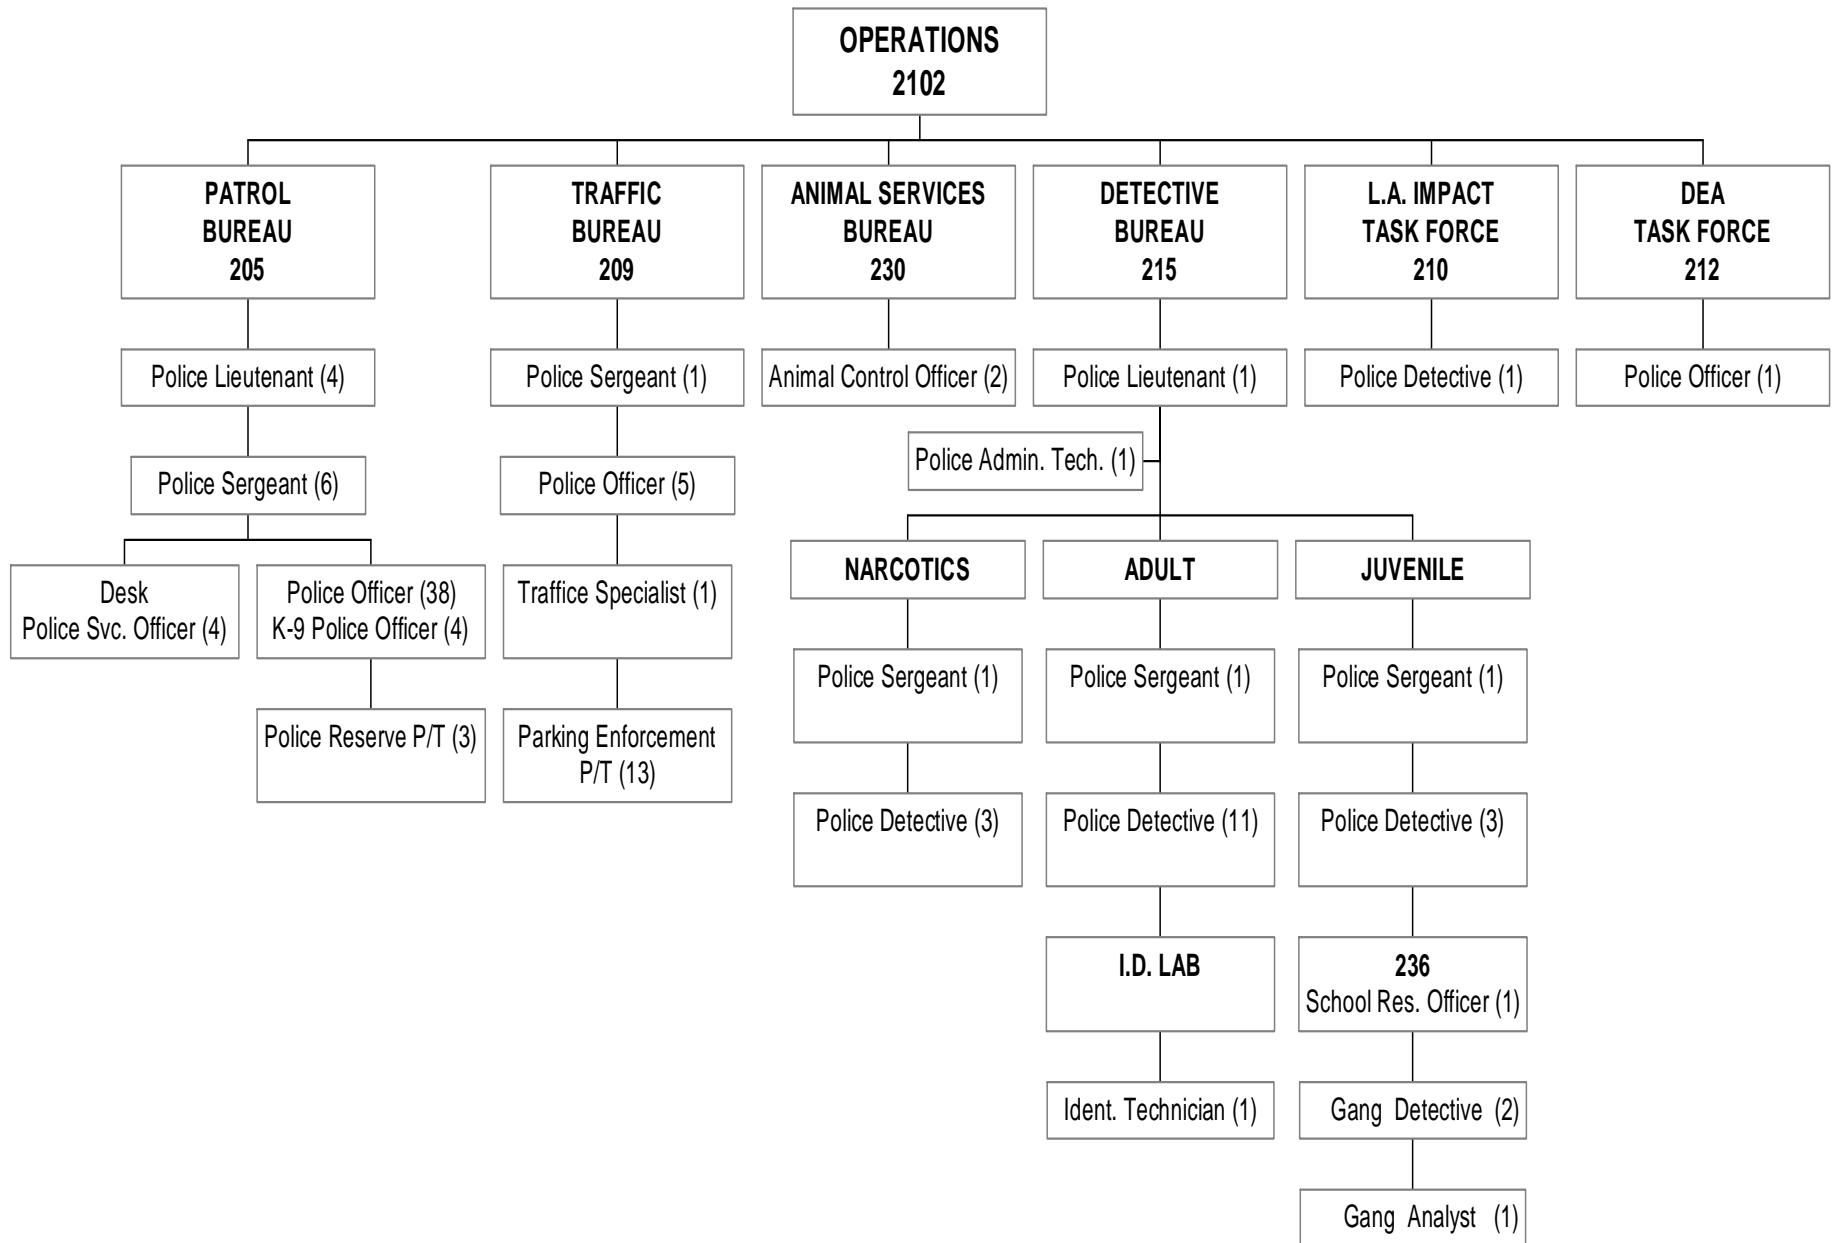 OPERATIONS
2102
PATROL
BUREAU
205
TRAFFIC
BUREAU
209
ANIMAL SERVICES
BUREAU
230
DETECTIVE
BUREAU
215
L.A. IMPACT
TASK FORCE
210
DEA
TASK FORCE
212
Police Lieutenant (4)
Police Sergeant (1)
Animal Control Officer (2)
Police Lieutenant (1)
Police Detective (1)
Police Officer (1)
Police Admin. Tech. (1)
Police Sergeant (6)
Police Officer (5)
Desk
Police Svc. Officer (4)
Police Officer (38)
K-9 Police Officer (4)
Traffice Specialist (1)
NARCOTICS
ADULT
JUVENILE
Police Sergeant (1)
Police Sergeant (1)
Police Sergeant (1)
Police Reserve P/T (3)
Parking Enforcement
P/T (13)
Police Detective (3)
Police Detective (11)
Police Detective (3)
I.D. LAB
236
School Res. Officer (1)
Ident. Technician (1)
Gang Detective (2)
Gang Analyst (1)